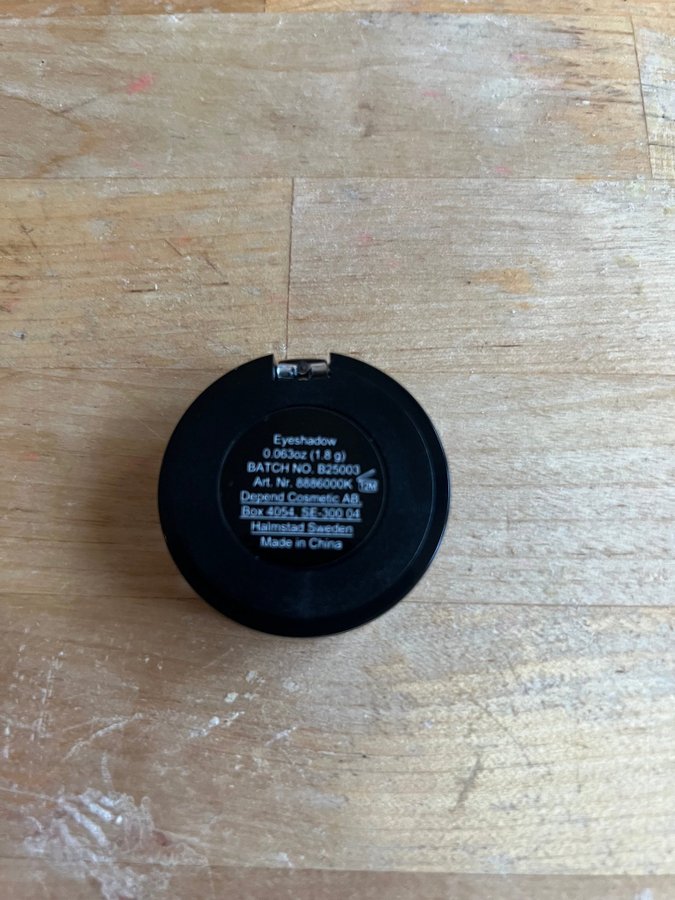 Eyeshadow
0.063oz (1.8 g)
BATCH NO. B25003
Art. Nr. 8886000K 12M
Depend Cosmetic AB,
Box 4054, SE-300 04
Halmstad Sweden
Made in China